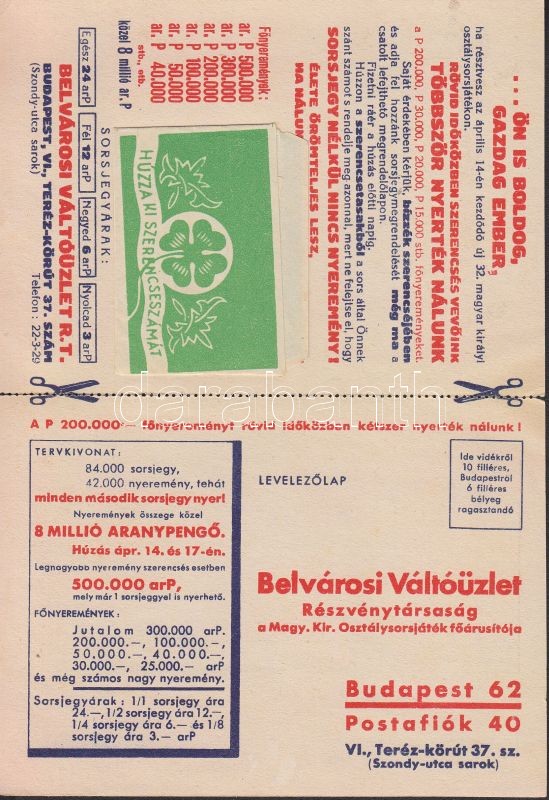 ... ÖN IS BOLDOG,
GAZDAG EMBER,
ha résztvesz az április 14-én kezdődő új 32. magyar királyi
osztálysorsjátékon.
RÖVID IDŐKÖZBEN SZERENCSÉS VEVŐINK
TÖBBSZÖR NYERTÉK NÁLUNK
a P 200.000, P 30.000, P 20.000, P 15.000 stb. főnyereményeket.
Saját érdekében kérjük, bízzék szerencséjében
és adja fel hozzánk sorsjegymegrendelését még ma a
csatolt lefejthető megrendelőlapon.
Fizetni ráér a húzás előtti napig.
Húzzon a szerencsetasakból a sors által Önnek
szánt számot s rendelje meg azonnal, mert ne felejtse el, hogy
SORSJEGY NÉLKÜL NINCS NYEREMÉNY!
ÉLETE ÖRÖMTELJES LESZ,
HA NÁLUN
HÚZZA KI SZERENCSESZÁMÁT
Főnyeremények:
ar. P 500.000
ar. P 300.000
ar. P 200.000
ar. P 100.000
ar. P 50.000
ar. P 40.000
stb., stb.
közel 8 millió ar. P
SORSJEGYÁRAK:
Egész 24 arP
Fél 12 arP
Negyed 6 arP
Nyolcad 3 arP
BELVÁROSI VÁLTÓÜZLET R.T.
BUDAPEST, VI., TERÉZ-KÖRÚT 37. SZÁM
(Szondy-utca sarok)
Telefon: 22-3-29
darabanth
A P 200.000.— főnyereményt rövid időközben kétszer nyerték nálunk!
TERVKIVONAT:
84.000 sorsjegy,
42.000 nyeremény, tehát
minden második sorsjegy nyer!
Nyeremények összege közel
8 MILLIÓ ARANYPENGŐ.
Húzás ápr. 14. és 17-én.
Legnagyobb nyeremény szerencsés esetben
500.000 arP,
mely már 1 sorsjeggyel is nyerhető.
FŐNYEREMÉNYEK:
Jutalom 300.000 arP.
200.000.—, 100.000.—,
50.000.—, 40.000.—,
30.000.—, 25.000.— arP
és még számos nagy nyeremény.
Sorsjegyárak: 1/1 sorsjegy ára
24.—, 1/2 sorsjegy ára 12.—,
1/4 sorsjegy ára 6.— és 1/8
sorsjegy ára 3.— arP
LEVELEZŐLAP
Ide vidékről
10 filléres,
Budapestről
6 filléres
bélyeg
ragasztandó
Belvárosi Váltóüzlet
Részvénytársaság
a Magy. Kir. Osztálysorsjáték főárusítója
Budapest 62
Postafiók 40
VI., Teréz-körút 37. sz.
(Szondy-utca sarok)